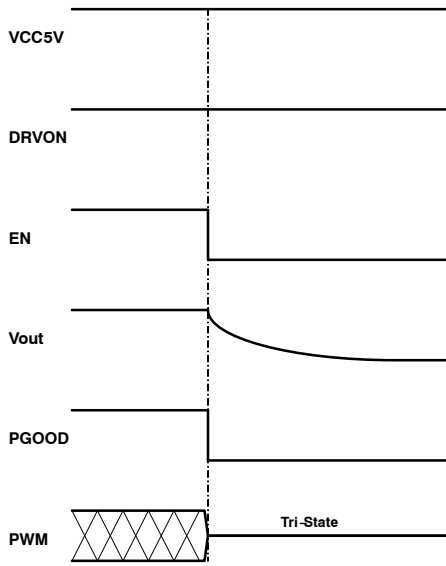 VCC5V
DRVON
EN
Vout
PGOOD
Tri-State
PWM